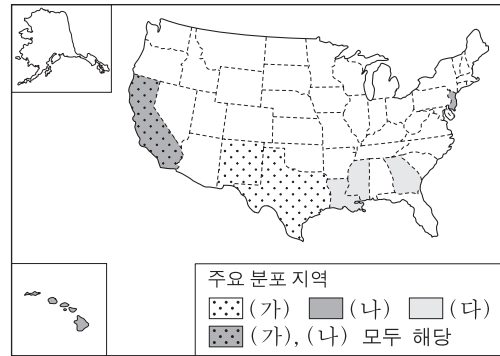 주요 분포 지역
(가) (나) (다)
(가), (나) 모두 해당